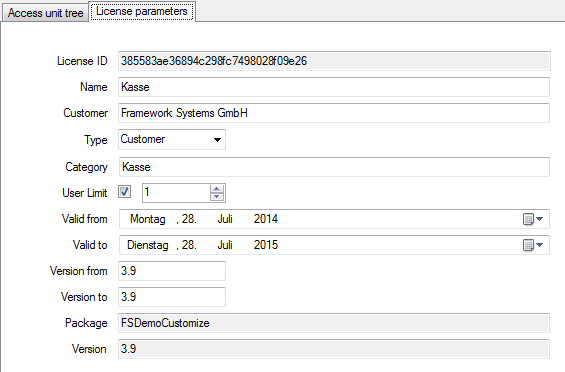 Access unit tree License parameters
License ID 385583ae36894c298fc7498028f09e26
Name Kasse
Customer Framework Systems GmbH
Type Customer
Category Kasse
User Limit 1
Valid from Montag , 28. Juli 2014
Valid to Dienstag , 28. Juli 2015
Version from 3.9
Version to 3.9
Package FSDemoCustomize
Version 3.9